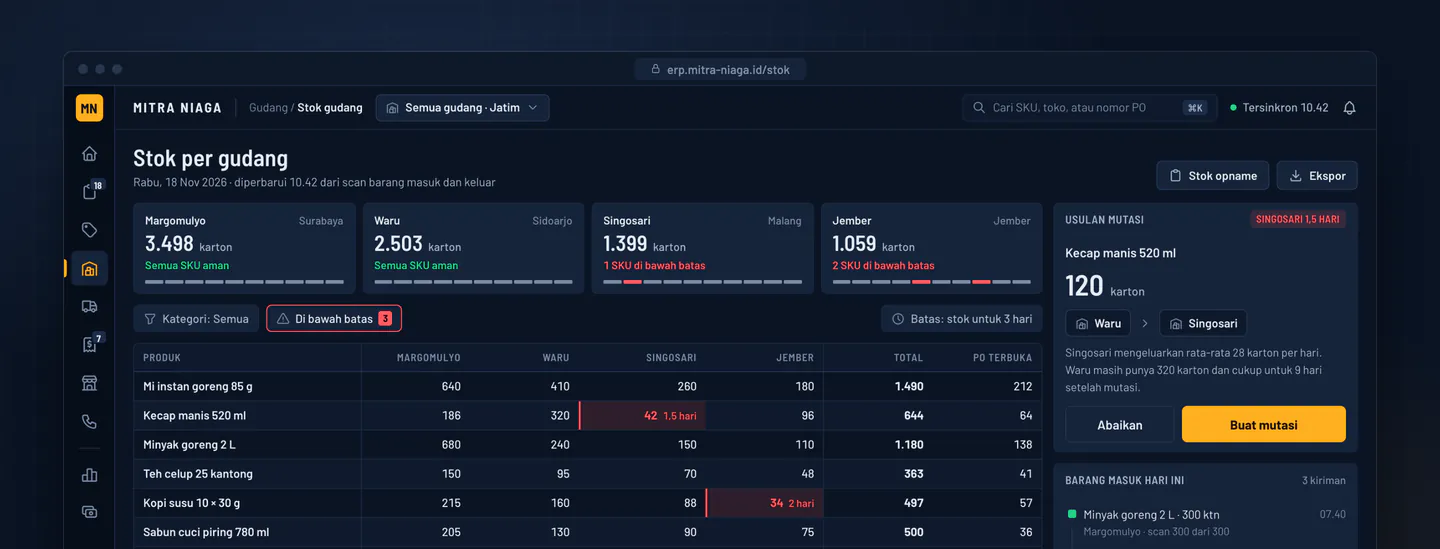 erp.mitra-niaga.id/stok
MN
MITRA NIAGA
Gudang / Stok gudang
Semua gudang · Jatim
Cari SKU, toko, atau nomor PO
⌘K
Tersinkron 10.42
18
7
Stok per gudang
Rabu, 18 Nov 2026 · diperbarui 10.42 dari scan barang masuk dan keluar
Stok opname
Ekspor
Margomulyo Surabaya
3.498 karton
Semua SKU aman
Waru Sidoarjo
2.503 karton
Semua SKU aman
Singosari Malang
1.399 karton
1 SKU di bawah batas
Jember Jember
1.059 karton
2 SKU di bawah batas
Kategori: Semua
Di bawah batas 3
Batas: stok untuk 3 hari
PRODUK MARGOMULYO WARU SINGOSARI JEMBER TOTAL PO TERBUKA
Mi instan goreng 85 g 640 410 260 180 1.490 212
Kecap manis 520 ml 186 320 42 1.5 hari 96 644 64
Minyak goreng 2 L 680 240 150 110 1.180 138
Teh celup 25 kantong 150 95 70 48 363 41
Kopi susu 10 × 30 g 215 160 88 34 2 hari 497 57
Sabun cuci piring 780 ml 205 130 90 75 500 36
USULAN MUTASI
SINGOSARI 1,5 HARI
Kecap manis 520 ml
120 karton
Waru
Singosari
Singosari mengeluarkan rata-rata 28 karton per hari.
Waru masih punya 320 karton dan cukup untuk 9 hari
setelah mutasi.
Abaikan
Buat mutasi
BARANG MASUK HARI INI 3 kiriman
Minyak goreng 2 L · 300 ktn 07.40
Margomulyo · scan 300 dari 300